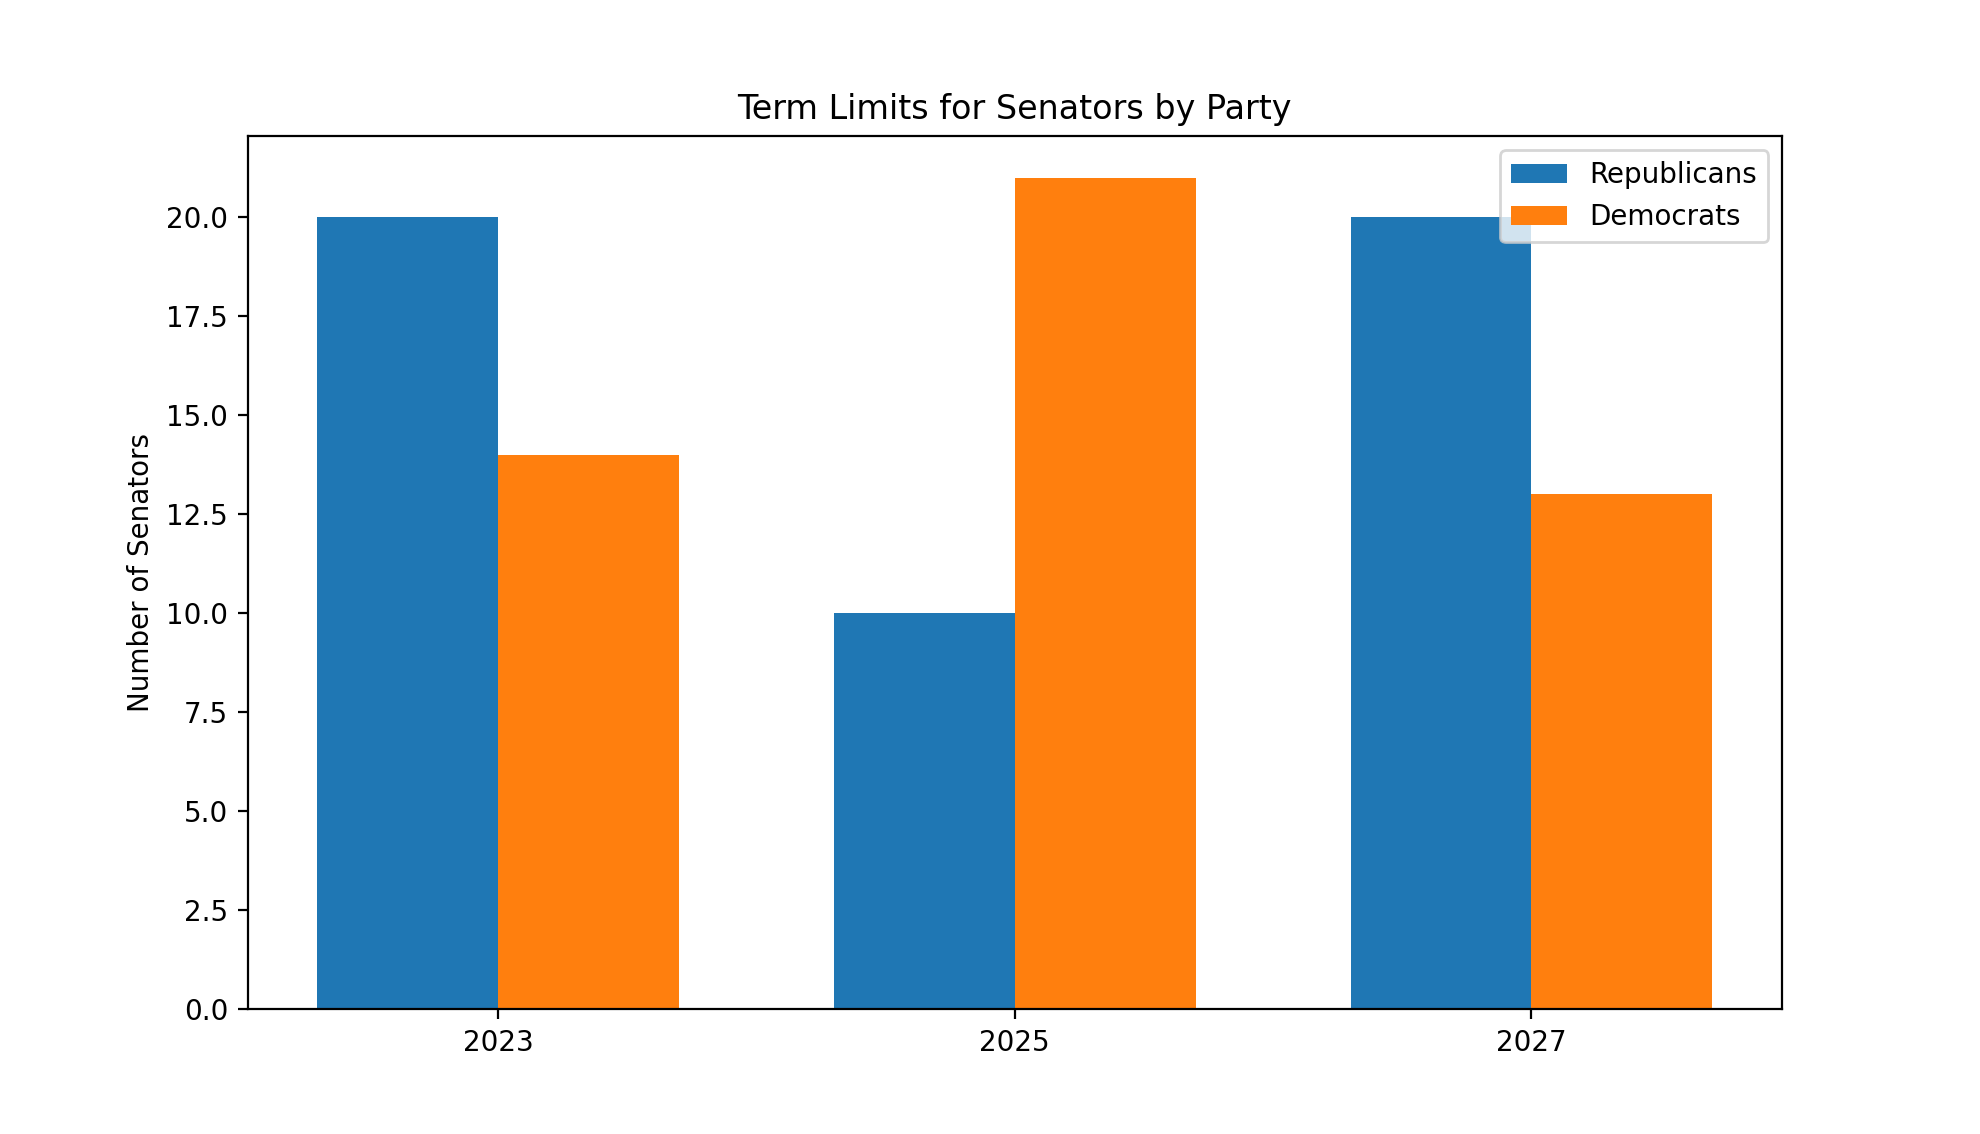 Term Limits for Senators by Party
Republicans
Democrats
Number of Senators
20.0
17.5
15.0
12.5
10.0
7.5
5.0
2.5
0.0
2023 2025 2027